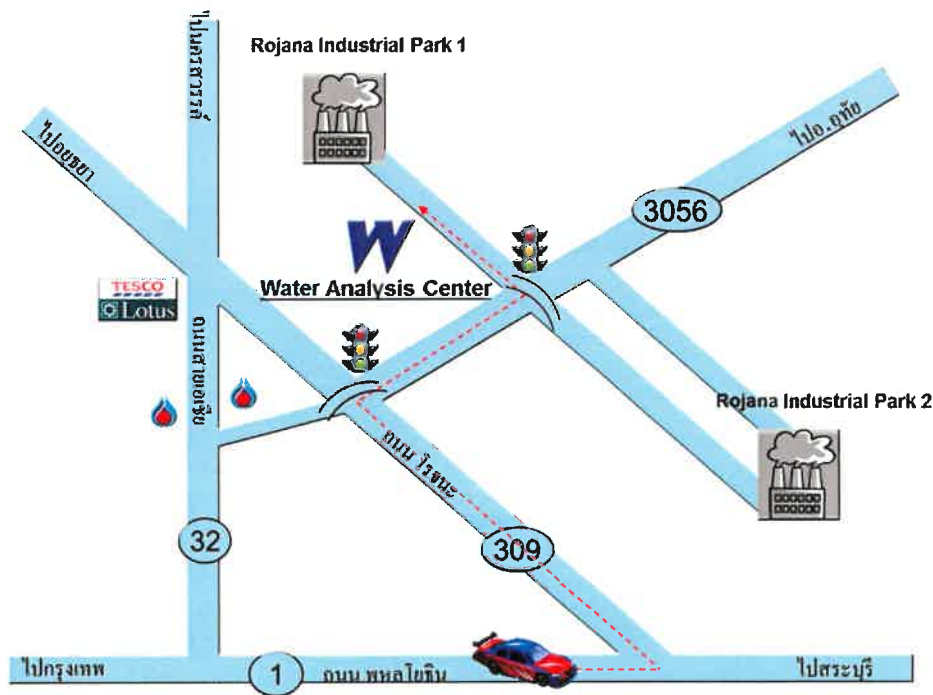 ไปนครสวรรค์
Rojana Industrial Park 1
ไปอยุธยา
ไปอ.อุทัย
3056
W
Water Analysis Center
TESCO
Lotus
ถนนสายเอเซีย
Rojana Industrial Park 2
ถนน โรจนะ
32
309
ไปกรุงเทพ
1
ถนน พหลโยธิน
ไปสระบุรี